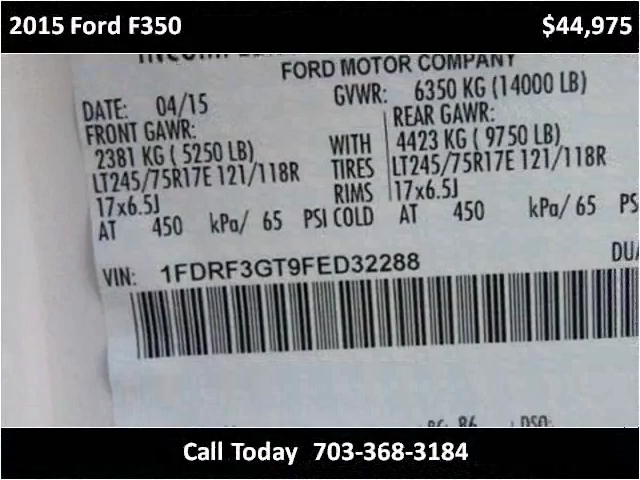 2015 Ford F350 $44,975
FORD MOTOR COMPANY
DATE: 04/15 GVWR: 6350 KG (14000 LB)
FRONT GAWR: REAR GAWR:
2381 KG ( 5250 LB) WITH 4423 KG ( 9750 LB)
LT245/75R17E 121/118R TIRES LT245/75R17E 121/118R
17x6.5J RIMS 17x6.5J
AT 450 kPa/ 65 PSI COLD AT 450 kPa/ 65
VIN: 1FDRF3GT9FED32288
Call Today 703-368-3184